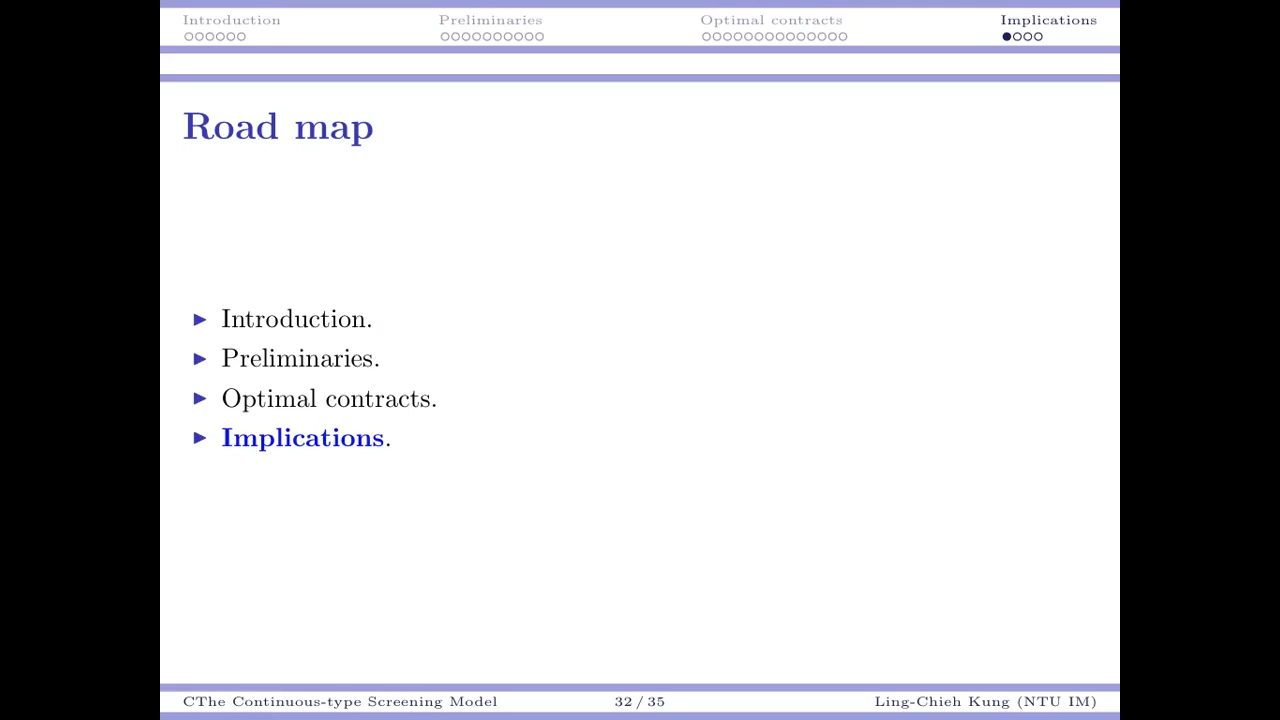 Introduction Preliminaries Optimal contracts Implications
Road map
Introduction.
Preliminaries.
Optimal contracts.
Implications.
CThe Continuous-type Screening Model 32 / 35 Ling-Chieh Kung (NTU IM)